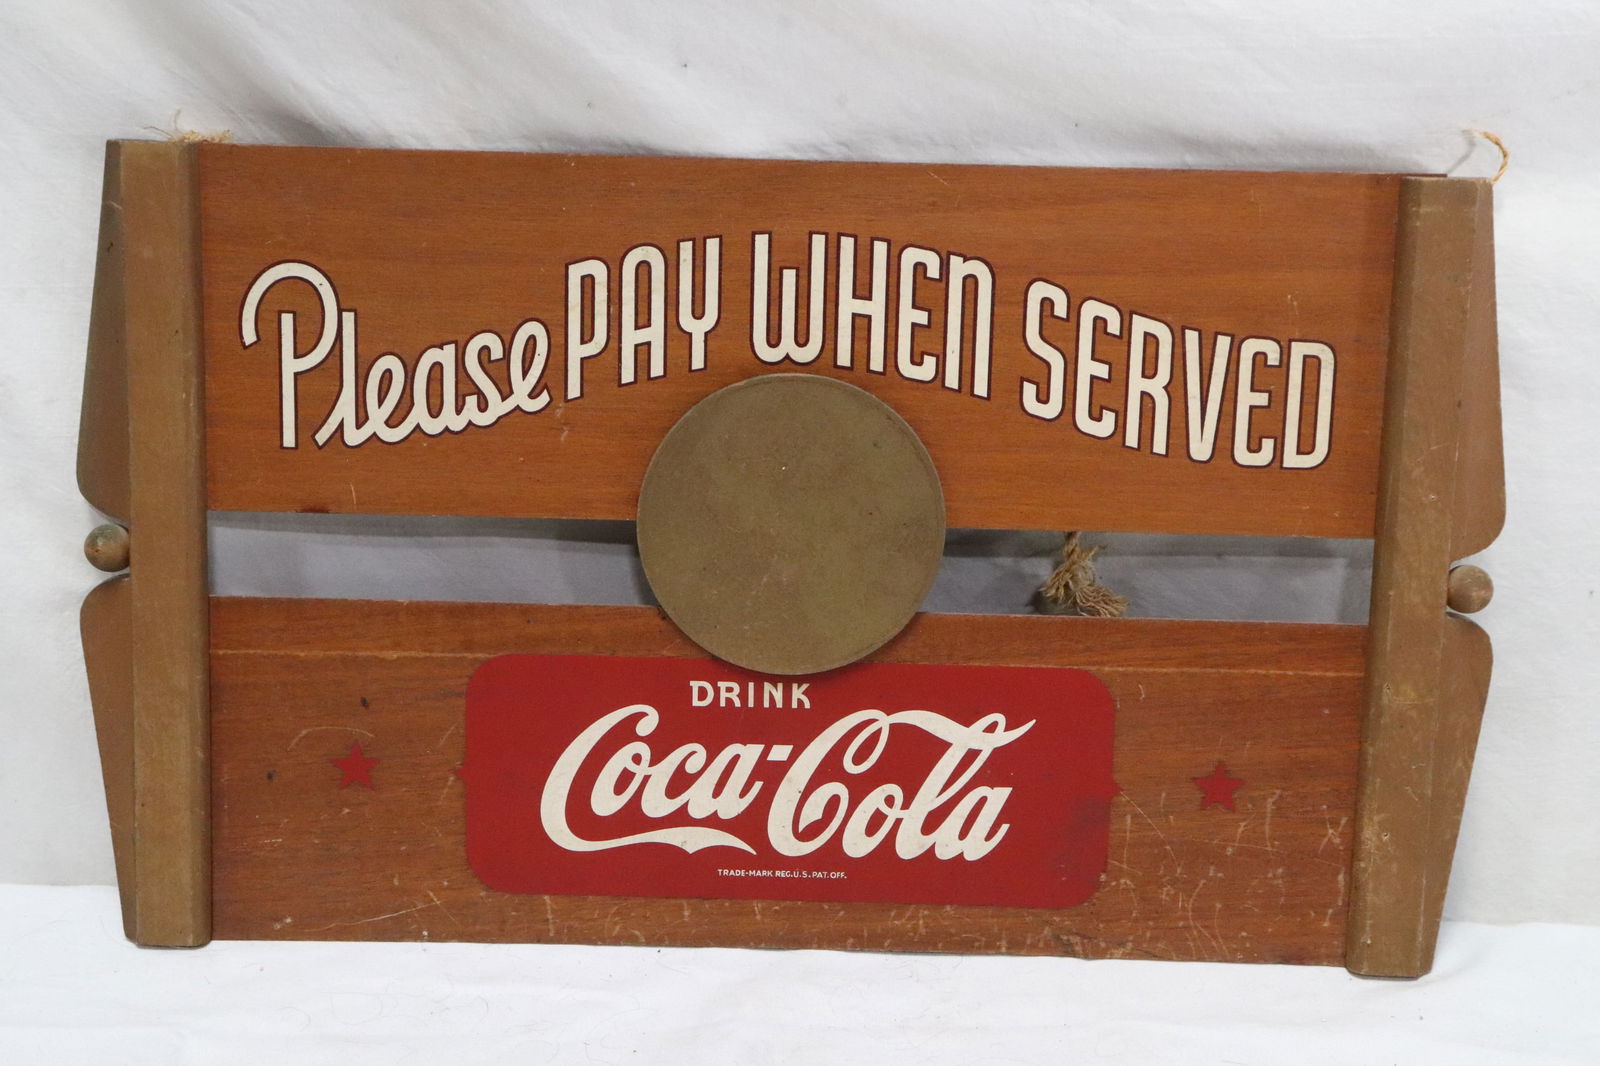 Please PAY WHEN SERVED
DRINK
Coca-Cola
TRADE-MARK REG.U.S.PAT.OFF.